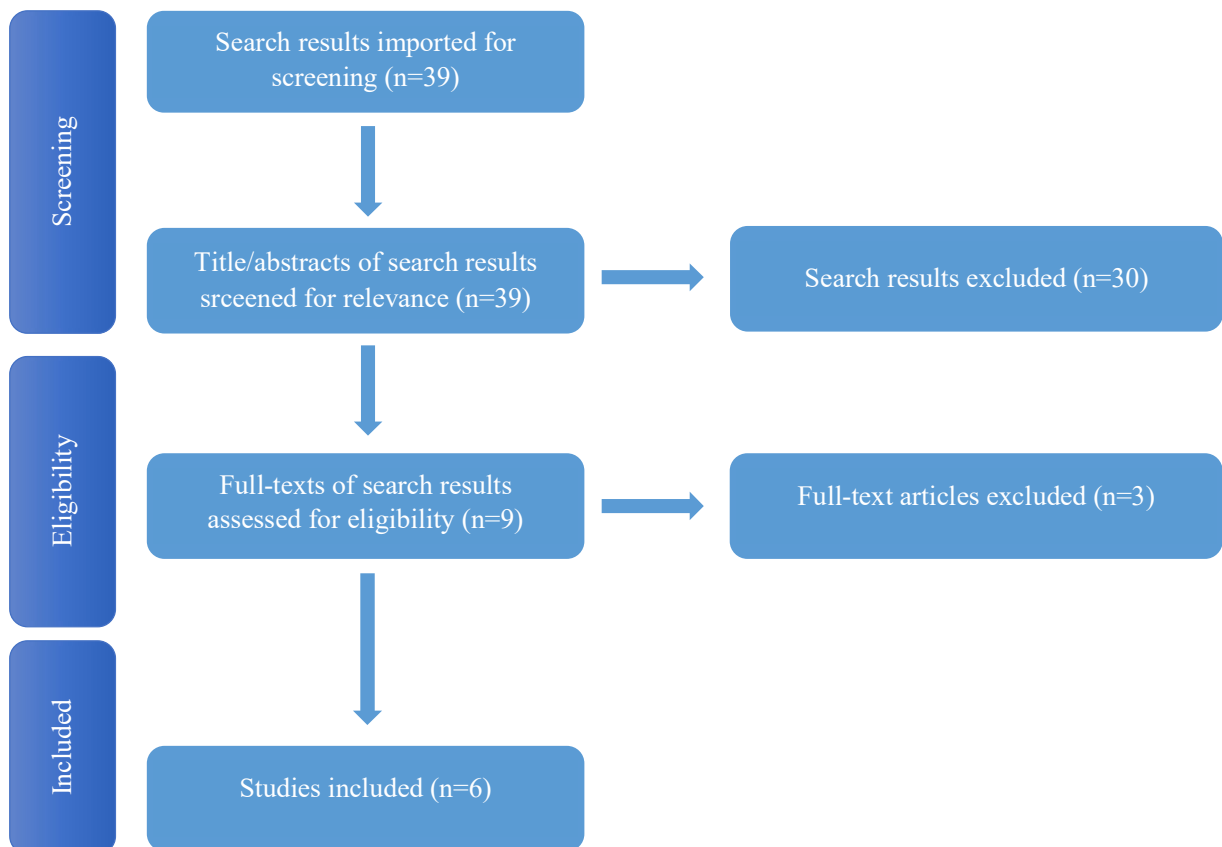 Screening
Search results imported for
screening (n=39)
Title/abstracts of search results
srceened for relevance (n=39)
Search results excluded (n=30)
Eligibility
Full-texts of search results
assessed for eligibility (n=9)
Full-text articles excluded (n=3)
Included
Studies included (n=6)